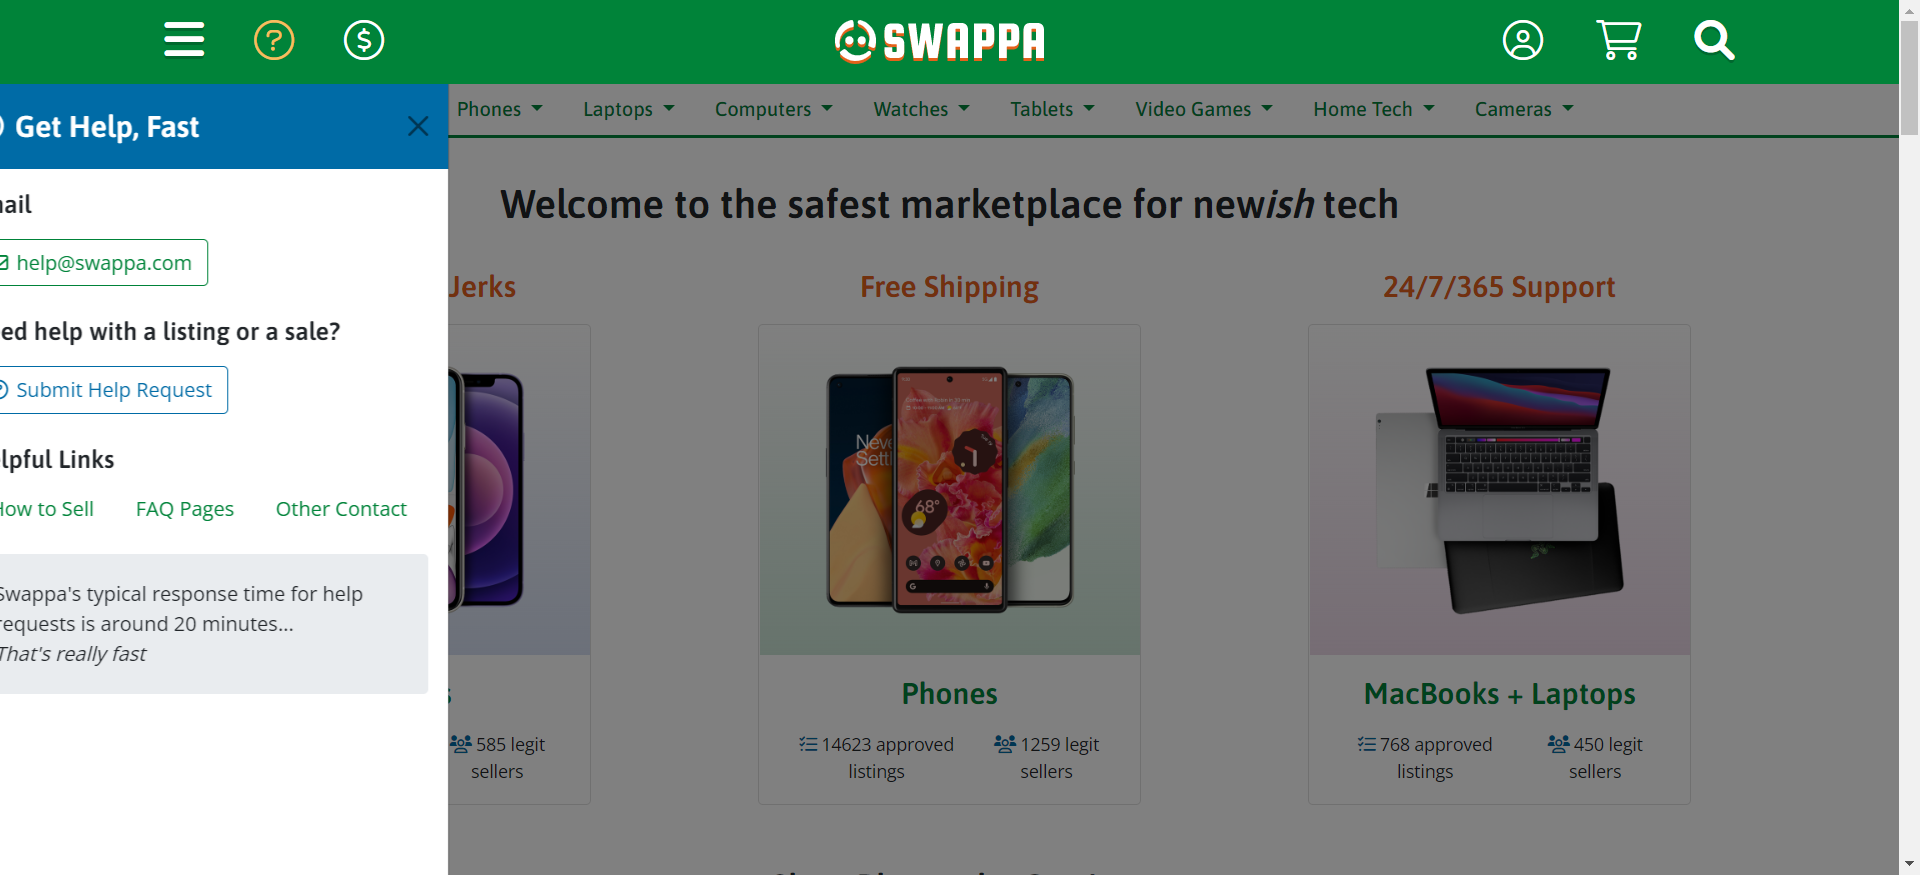 SWAPPA
Get Help, Fast
Phones
Laptops
Computers
Watches
Tablets
Video Games
Home Tech
Cameras
ail
help@swappa.com
ed help with a listing or a sale?
Submit Help Request
lpful Links
How to Sell
FAQ Pages
Other Contact
Swappa's typical response time for help
requests is around 20 minutes...
That's really fast
Welcome to the safest marketplace for newish tech
Jerks
585 legit
sellers
Free Shipping
68°
Phones
14623 approved
listings
1259 legit
sellers
24/7/365 Support
MacBooks + Laptops
768 approved
listings
450 legit
sellers